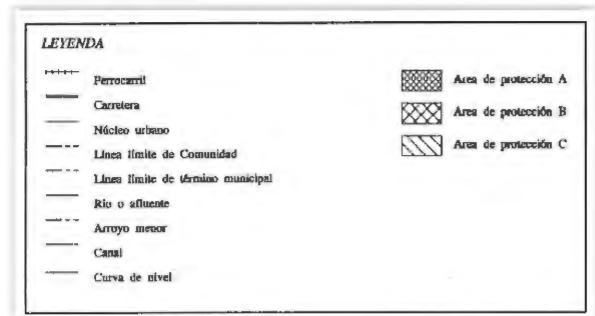 LEYENDA
Ferrocarril
Carretera
Núcleo urbano
Línea límite de Comunidad
Línea límite de término municipal
Río o afluente
Arroyo menor
Canal
Curva de nivel
Area de protección A
Area de protección B
Area de protección C